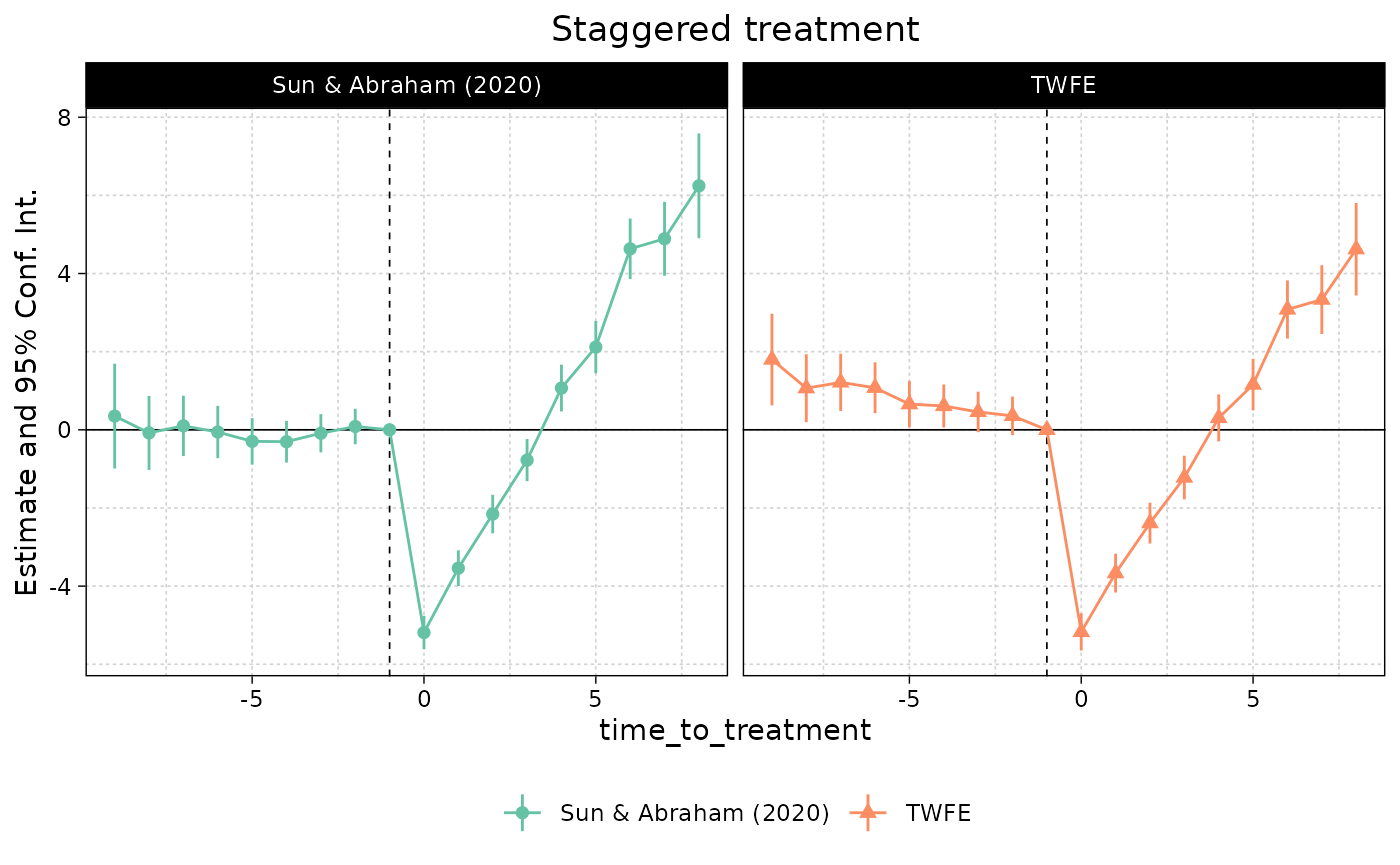 Staggered treatment
Sun & Abraham (2020)
TWFE
Estimate and 95% Conf. Int.
8
4
0
-4
-5 0 5
-5 0 5
time_to_treatment
Sun & Abraham (2020) TWFE